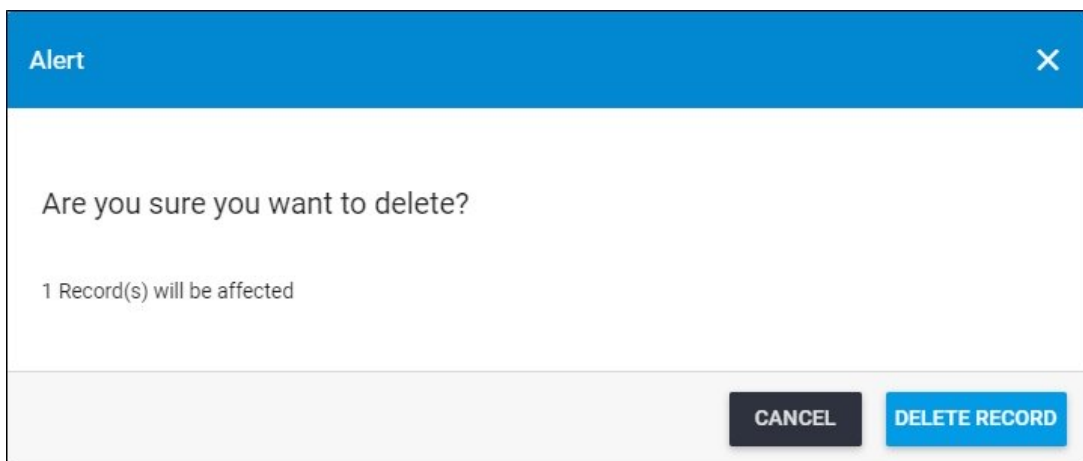 Alert
Are you sure you want to delete?
1 Record(s) will be affected
CANCEL DELETE RECORD